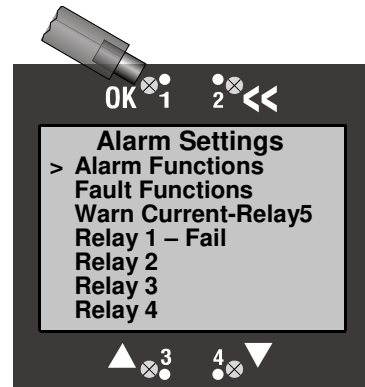 OK 1 2 <<
Alarm Settings
> Alarm Functions
Fault Functions
Warn Current-Relay5
Relay 1 – Fail
Relay 2
Relay 3
Relay 4
3 4